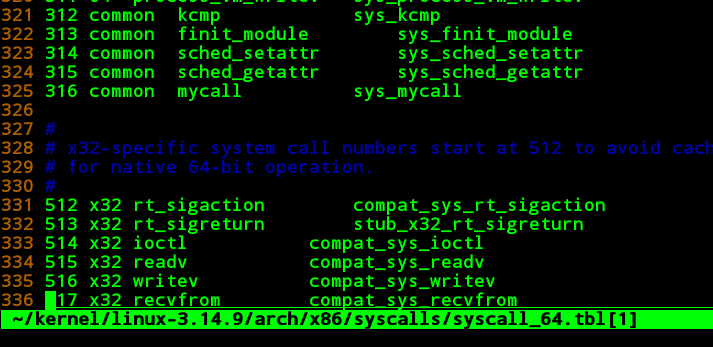 321 312 common kcmp sys_kcmp
322 313 common finit_module sys_finit_module
323 314 common sched_setattr sys_sched_setattr
324 315 common sched_getattr sys_sched_getattr
325 316 common mycall sys_mycall
326
327 #
328 # x32-specific system call numbers start at 512 to avoid cac
329 # for native 64-bit operation.
330 #
331 512 x32 rt_sigaction compat_sys_rt_sigaction
332 513 x32 rt_sigreturn stub_x32_rt_sigreturn
333 514 x32 ioctl compat_sys_ioctl
334 515 x32 readv compat_sys_readv
335 516 x32 writev compat_sys_writev
336 17 x32 recvfrom compat_sys_recvfrom
~/kernel/linux-3.14.9/arch/x86/syscalls/syscall_64.tbl[1]